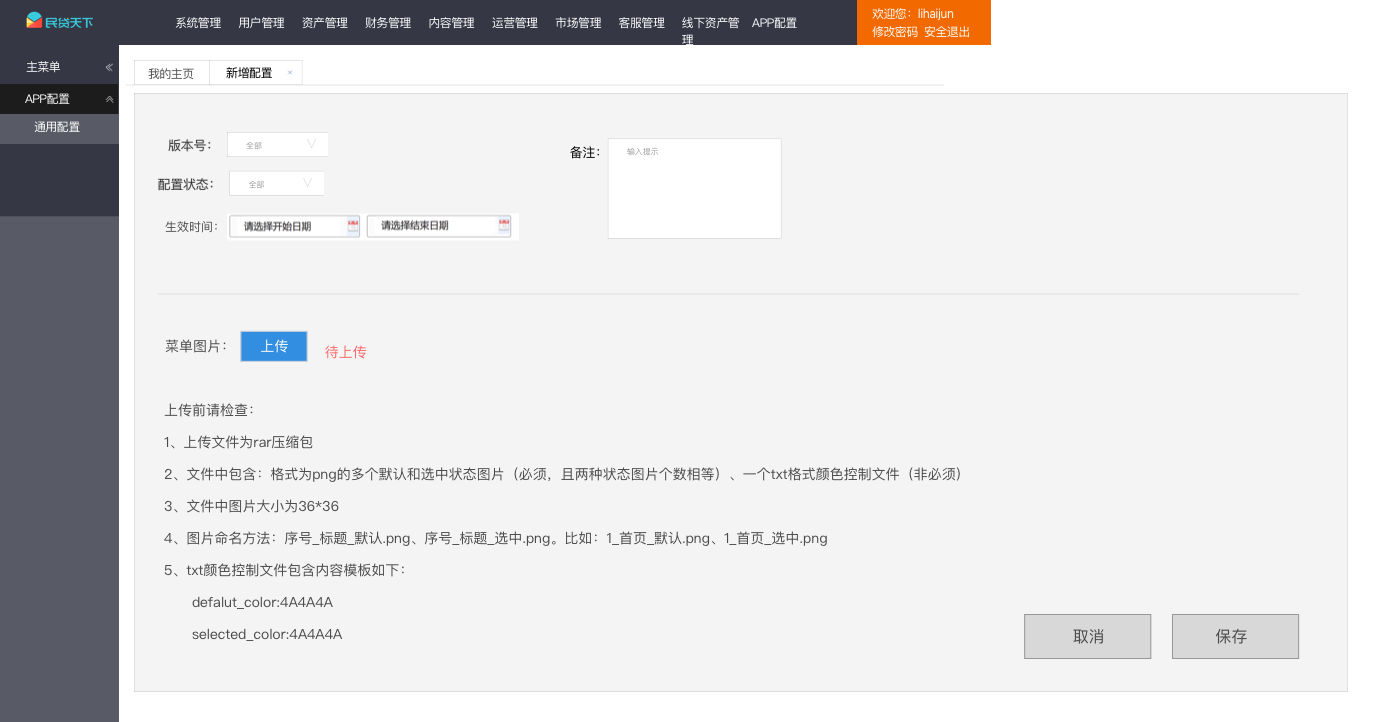 民贷天下
系统管理 用户管理 资产管理 财务管理 内容管理 运营管理 市场管理 客服管理 线下资产管理 APP配置
欢迎您：lihaijun
修改密码 安全退出
主菜单
APP配置
通用配置
我的主页 新增配置 ×
版本号： 全部
备注： 输入提示
配置状态： 全部
生效时间： 请选择开始日期 请选择结束日期
菜单图片： 上传 待上传
上传前请检查：
1、上传文件为rar压缩包
2、文件中包含：格式为png的多个默认和选中状态图片（必须，且两种状态图片个数相等）、一个txt格式颜色控制文件（非必须）
3、文件中图片大小为36*36
4、图片命名方法：序号_标题_默认.png、序号_标题_选中.png。比如：1_首页_默认.png、1_首页_选中.png
5、txt颜色控制文件包含内容模板如下：
defalut_color:4A4A4A
selected_color:4A4A4A
取消 保存